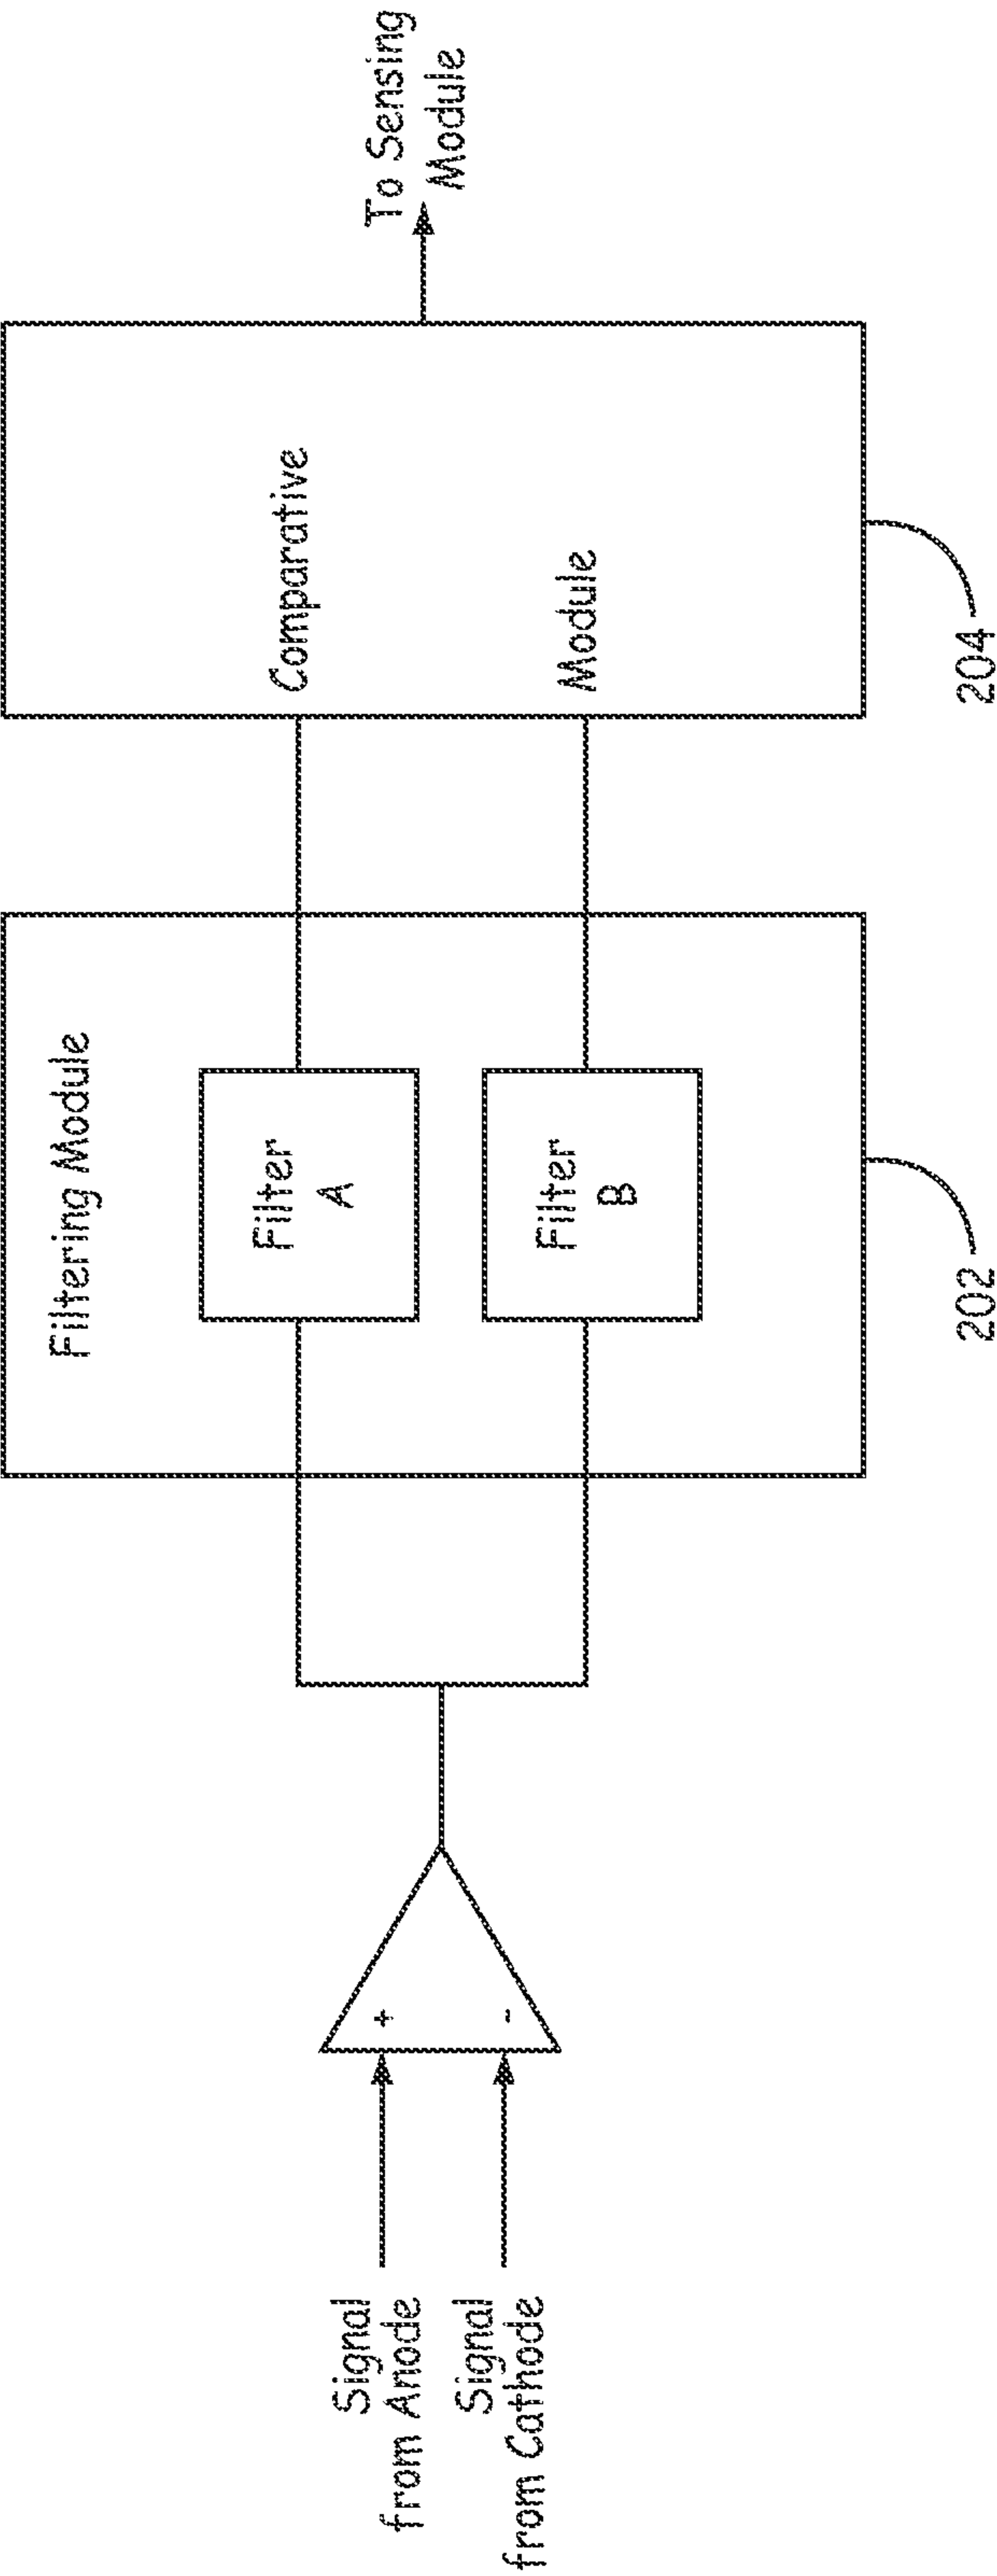 Signal
from Anode
Signal
from Cathode
+
-
Filtering Module
Filter
A
Filter
B
202
Comparative
Module
204
To Sensing
Module